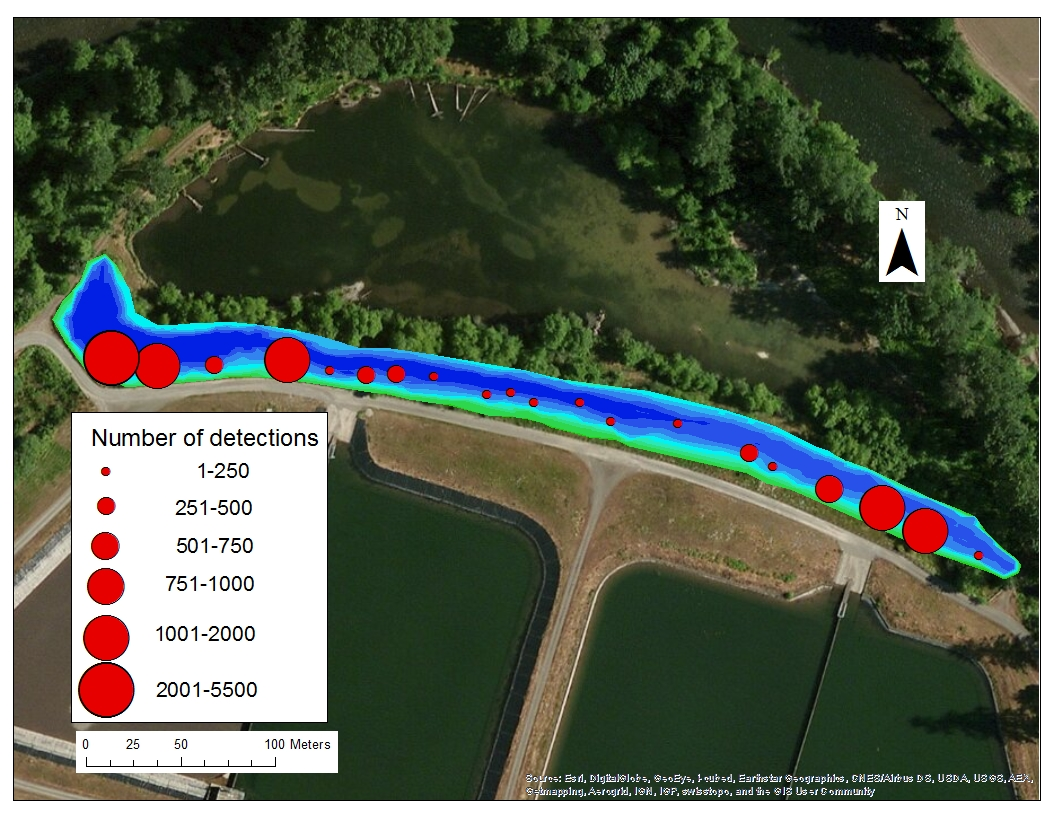 N
Number of detections
1-250
251-500
501-750
751-1000
1001-2000
2001-5500
0 25 50 100 Meters
Source: Esri, DigitalGlobe, GeoEye, i-cubed, Earthstar Geographics, CNES/Airbus DS, USDA, USGS, AEX,
Getmapping, Aerogrid, IGN, IGP, swisstopo, and the GIS User Community